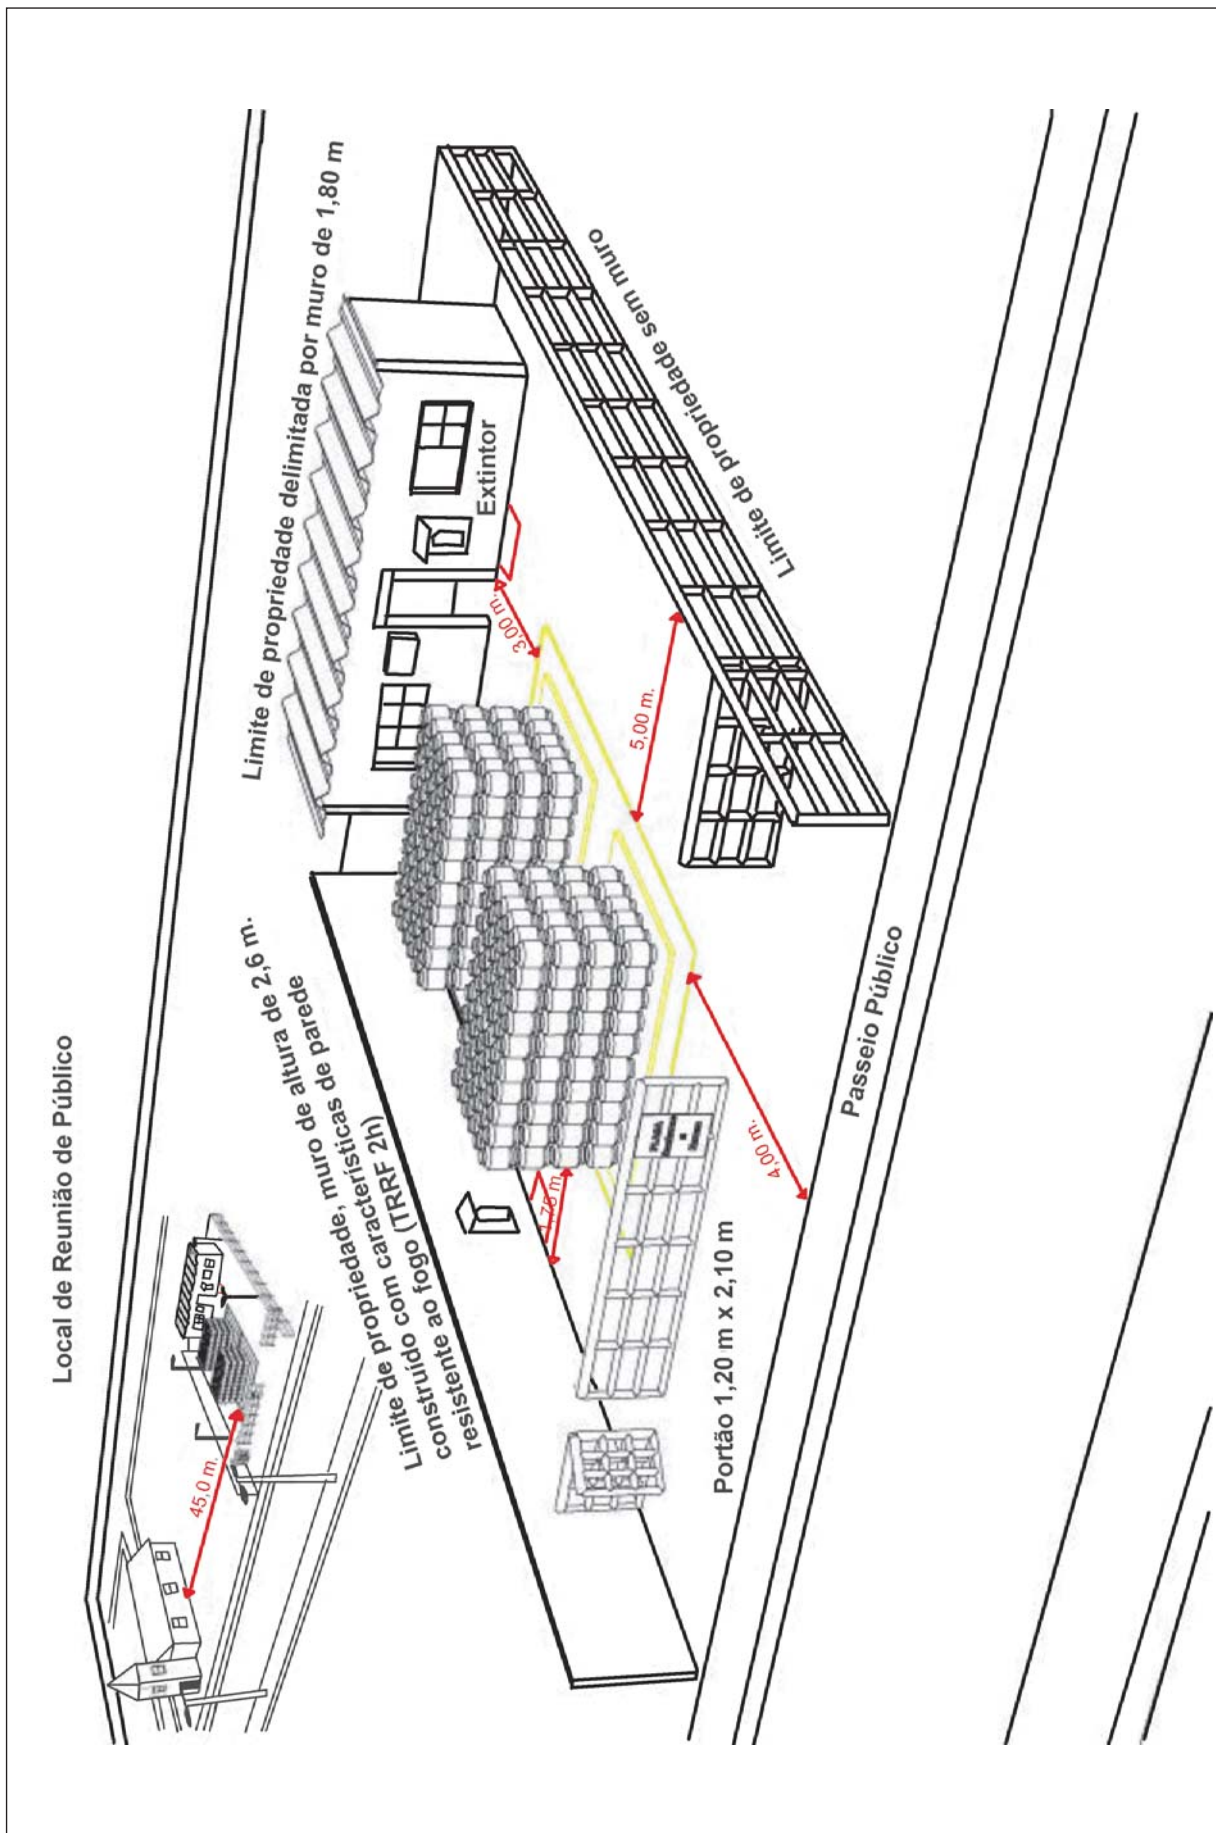 Local de Reunião de Público
45,0 m.
Limite de propriedade, muro de altura de 2,6 m.
construído com características de parede
resistente ao fogo (TRRF 2h)
Limite de propriedade delimitada por muro de 1,80 m
Extintor
3,00 m.
1,75 m.
5,00 m.
Limite de propriedade sem muro
4,00 m.
Portão 1,20 m x 2,10 m
Passeio Público